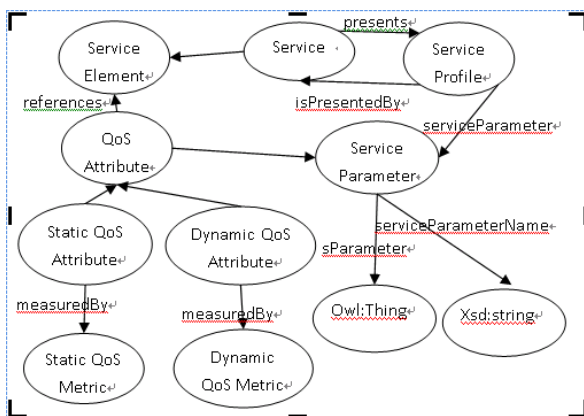 presents
Service
Element
Service
Service
Profile
references
isPresentedBy
QoS
Attribute
serviceParameter
Service
Parameter
Static QoS
Attribute
Dynamic QoS
Attribute
serviceParameterName
sParameter
measuredBy
measuredBy
Owl:Thing
Xsd:string
Static QoS
Metric
Dynamic
QoS Metric